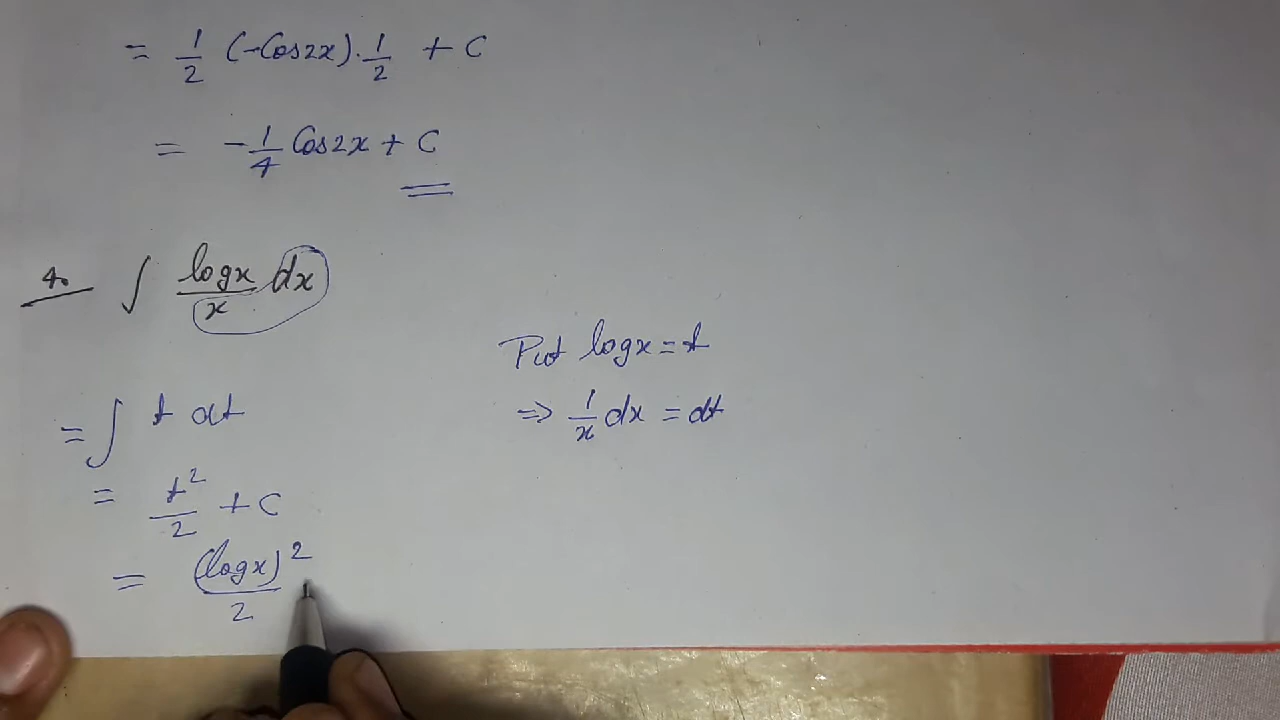 = 1/2 (-Cos2x).1/2 + C
= -1/4 Cos2x + C
4. ∫ logx/x dx
Put logx = t
⇒ 1/x dx = dt
= ∫ t dt
= t²/2 + C
= (logx)²/2